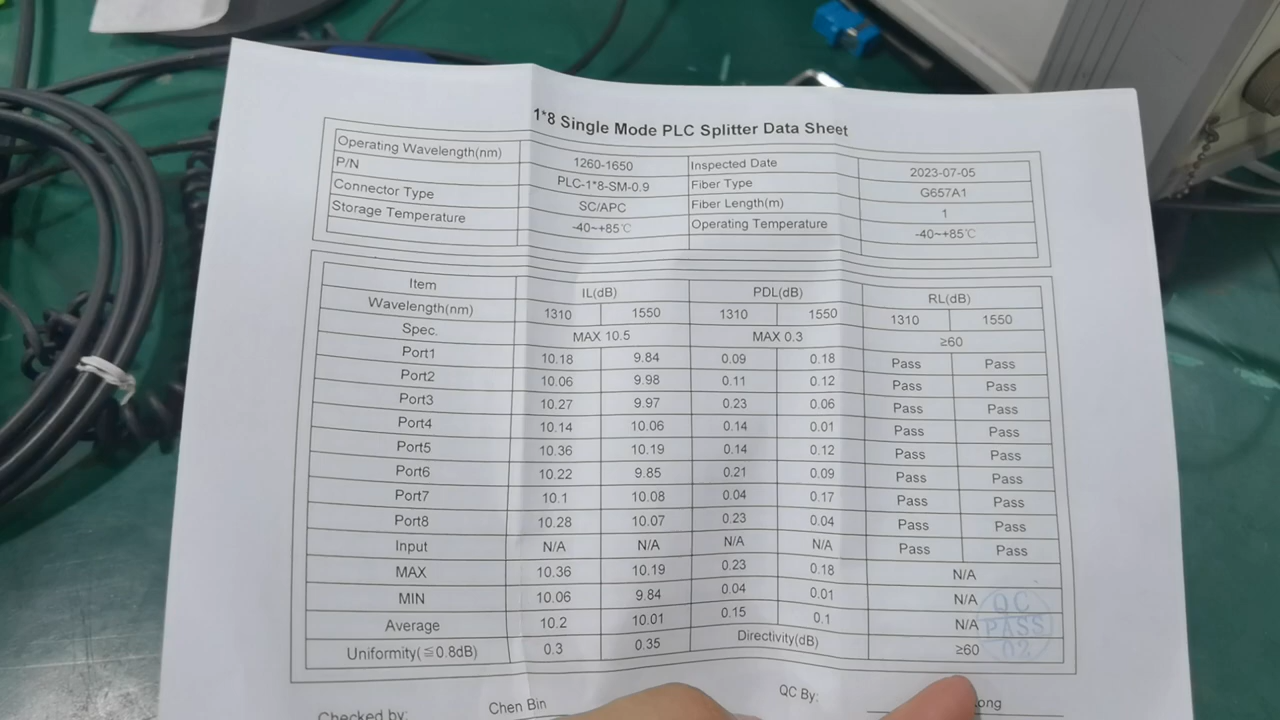 1*8 Single Mode PLC Splitter Data Sheet
Operating Wavelength(nm) 1260-1650 Inspected Date 2023-07-05
P/N PLC-1*8-SM-0.9 Fiber Type G657A1
Connector Type SC/APC Fiber Length(m) 1
Storage Temperature -40~+85℃ Operating Temperature -40~+85℃
Item IL(dB) PDL(dB) RL(dB)
Wavelength(nm) 1310 1550 1310 1550 1310 1550
Spec. MAX 10.5 MAX 0.3 ≥60
Port1 10.18 9.84 0.09 0.18 Pass Pass
Port2 10.06 9.98 0.11 0.12 Pass Pass
Port3 10.27 9.97 0.23 0.06 Pass Pass
Port4 10.14 10.06 0.14 0.01 Pass Pass
Port5 10.36 10.19 0.14 0.12 Pass Pass
Port6 10.22 9.85 0.21 0.09 Pass Pass
Port7 10.1 10.08 0.04 0.17 Pass Pass
Port8 10.28 10.07 0.23 0.04 Pass Pass
Input N/A N/A N/A N/A Pass Pass
MAX 10.36 10.19 0.23 0.18 N/A
MIN 10.06 9.84 0.04 0.01 N/A
Average 10.2 10.01 0.15 0.1 N/A
Uniformity(≦0.8dB) 0.3 0.35 Directivity(dB) ≥60
QC
PASS
02
Checked by: Chen Bin QC By: